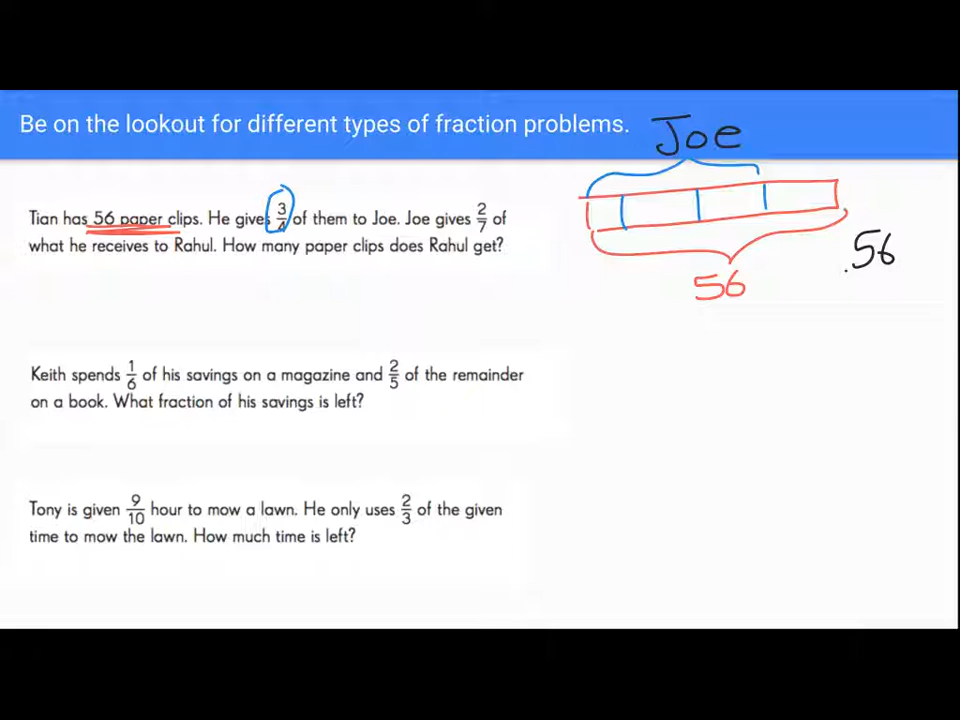 Be on the lookout for different types of fraction problems.
Joe
Tian has 56 paper clips. He gives 3/4 of them to Joe. Joe gives 2/7 of
what he receives to Rahul. How many paper clips does Rahul get?
56
.56
Keith spends 1/6 of his savings on a magazine and 2/5 of the remainder
on a book. What fraction of his savings is left?
Tony is given 9/10 hour to mow a lawn. He only uses 2/3 of the given
time to mow the lawn. How much time is left?